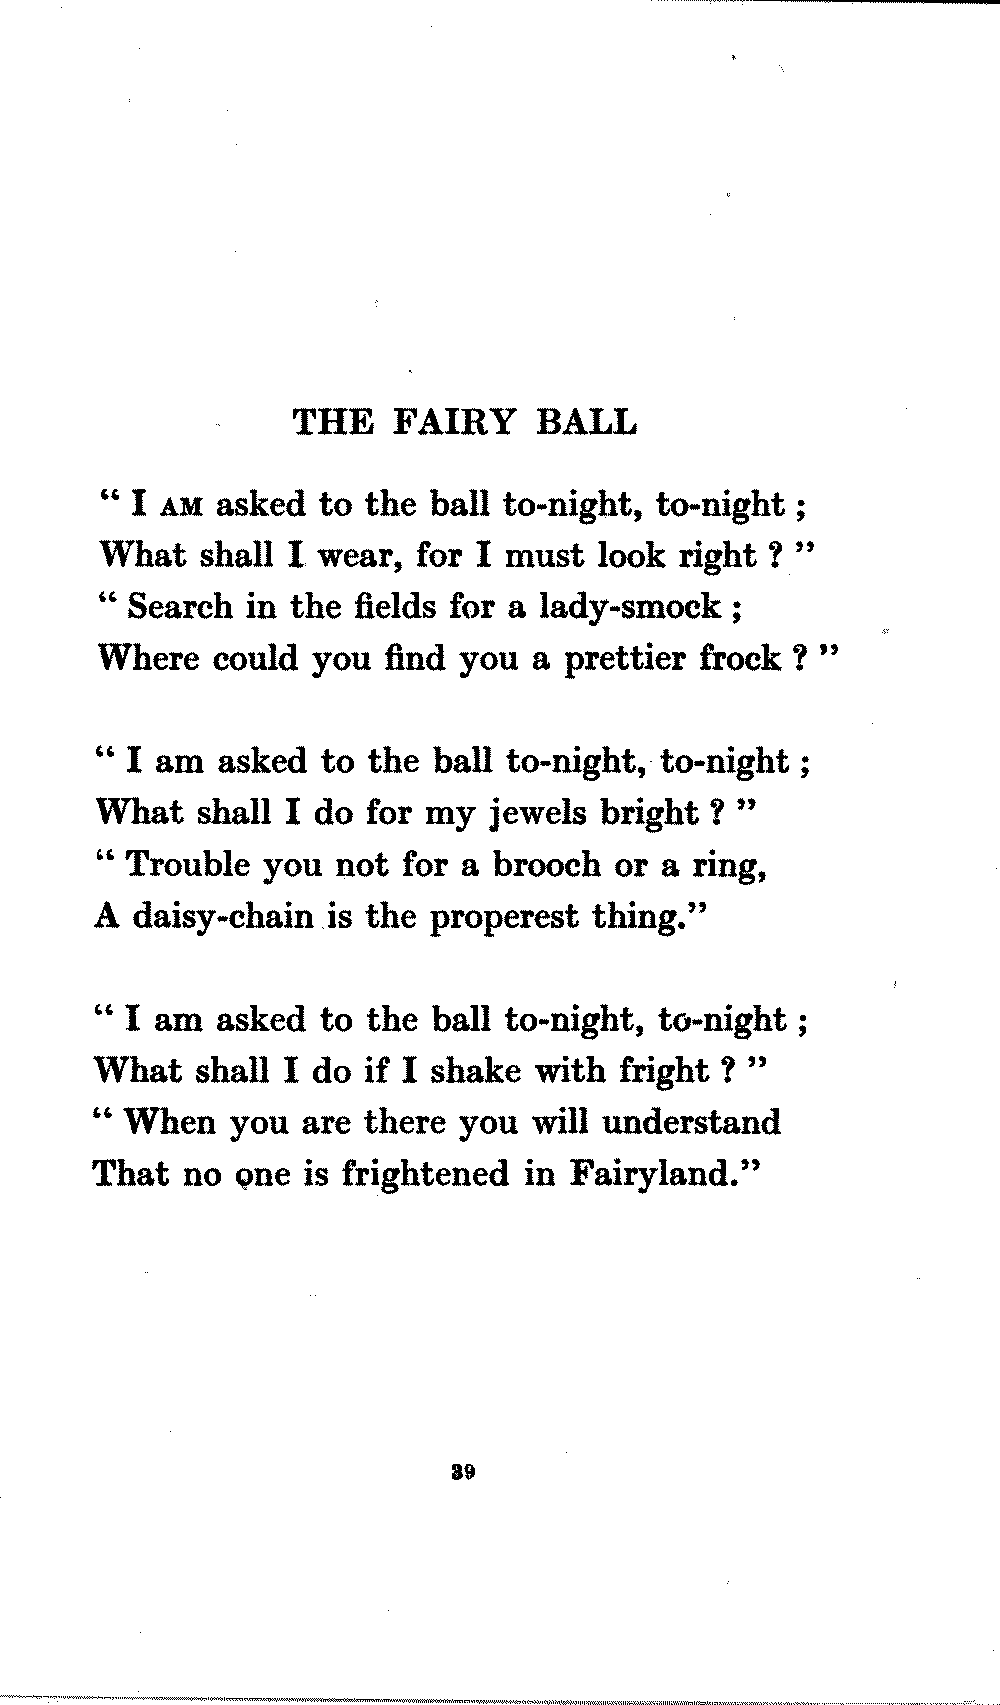 THE FAIRY BALL
“ I AM asked to the ball to-night, to-night ;
What shall I wear, for I must look right ? ”
“ Search in the fields for a lady-smock ;
Where could you find you a prettier frock ? ”
“ I am asked to the ball to-night, to-night ;
What shall I do for my jewels bright ? ”
“ Trouble you not for a brooch or a ring,
A daisy-chain is the properest thing.”
“ I am asked to the ball to-night, to-night ;
What shall I do if I shake with fright ? ”
“ When you are there you will understand
That no one is frightened in Fairyland.”
39